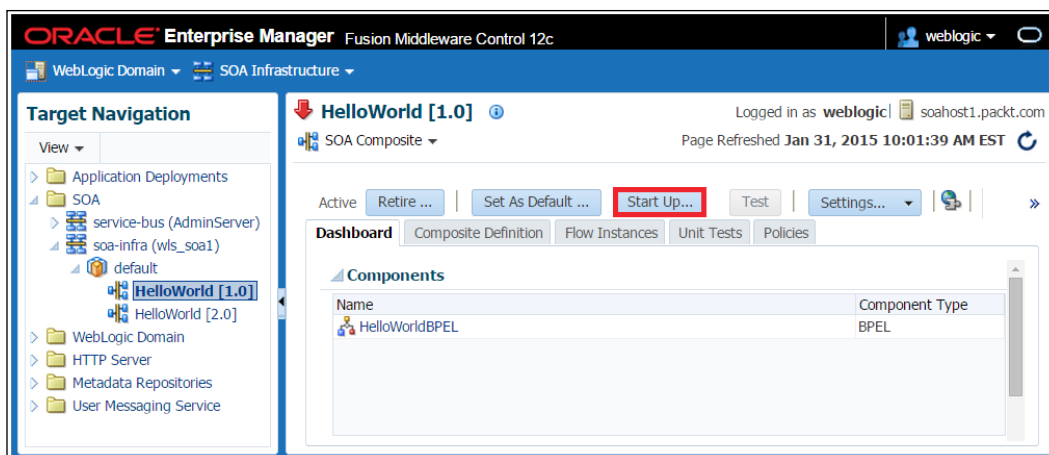 ORACLE Enterprise Manager Fusion Middleware Control 12c
weblogic
WebLogic Domain SOA Infrastructure
Target Navigation
View
Application Deployments
SOA
service-bus (AdminServer)
soa-infra (wls_soa1)
default
HelloWorld [1.0]
HelloWorld [2.0]
WebLogic Domain
HTTP Server
Metadata Repositories
User Messaging Service
HelloWorld [1.0]
Logged in as weblogic| soahost1.packt.com
SOA Composite
Page Refreshed Jan 31, 2015 10:01:39 AM EST
Active Retire ... Set As Default ... Start Up... Test Settings... »
Dashboard Composite Definition Flow Instances Unit Tests Policies
Components
Name Component Type
HelloWorldBPEL BPEL